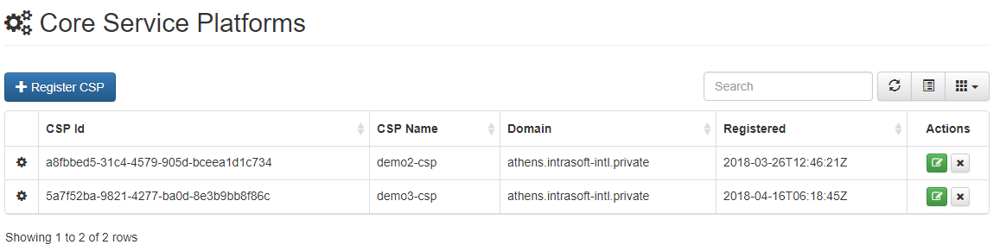 Core Service Platforms
Register CSP
Search
CSP Id CSP Name Domain Registered Actions
a8fbbed5-31c4-4579-905d-bceea1d1c734 demo2-csp athens.intrasoft-intl.private 2018-03-26T12:46:21Z
5a7f52ba-9821-4277-ba0d-8e3b9bb8f86c demo3-csp athens.intrasoft-intl.private 2018-04-16T06:18:45Z
Showing 1 to 2 of 2 rows